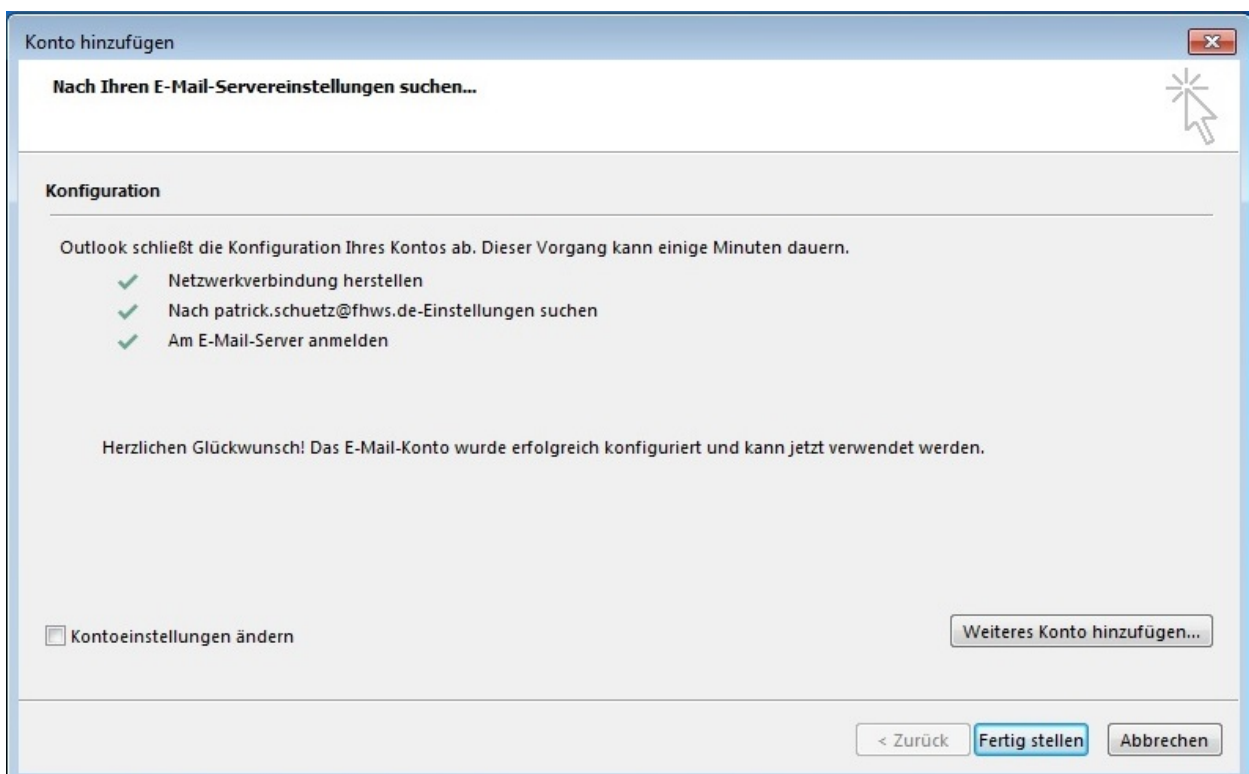 Konto hinzufügen
Nach Ihren E-Mail-Servereinstellungen suchen...
Konfiguration
Outlook schließt die Konfiguration Ihres Kontos ab. Dieser Vorgang kann einige Minuten dauern.
Netzwerkverbindung herstellen
Nach patrick.schuetz@fhws.de-Einstellungen suchen
Am E-Mail-Server anmelden
Herzlichen Glückwunsch! Das E-Mail-Konto wurde erfolgreich konfiguriert und kann jetzt verwendet werden.
Kontoeinstellungen ändern
Weiteres Konto hinzufügen...
< Zurück
Fertig stellen
Abbrechen